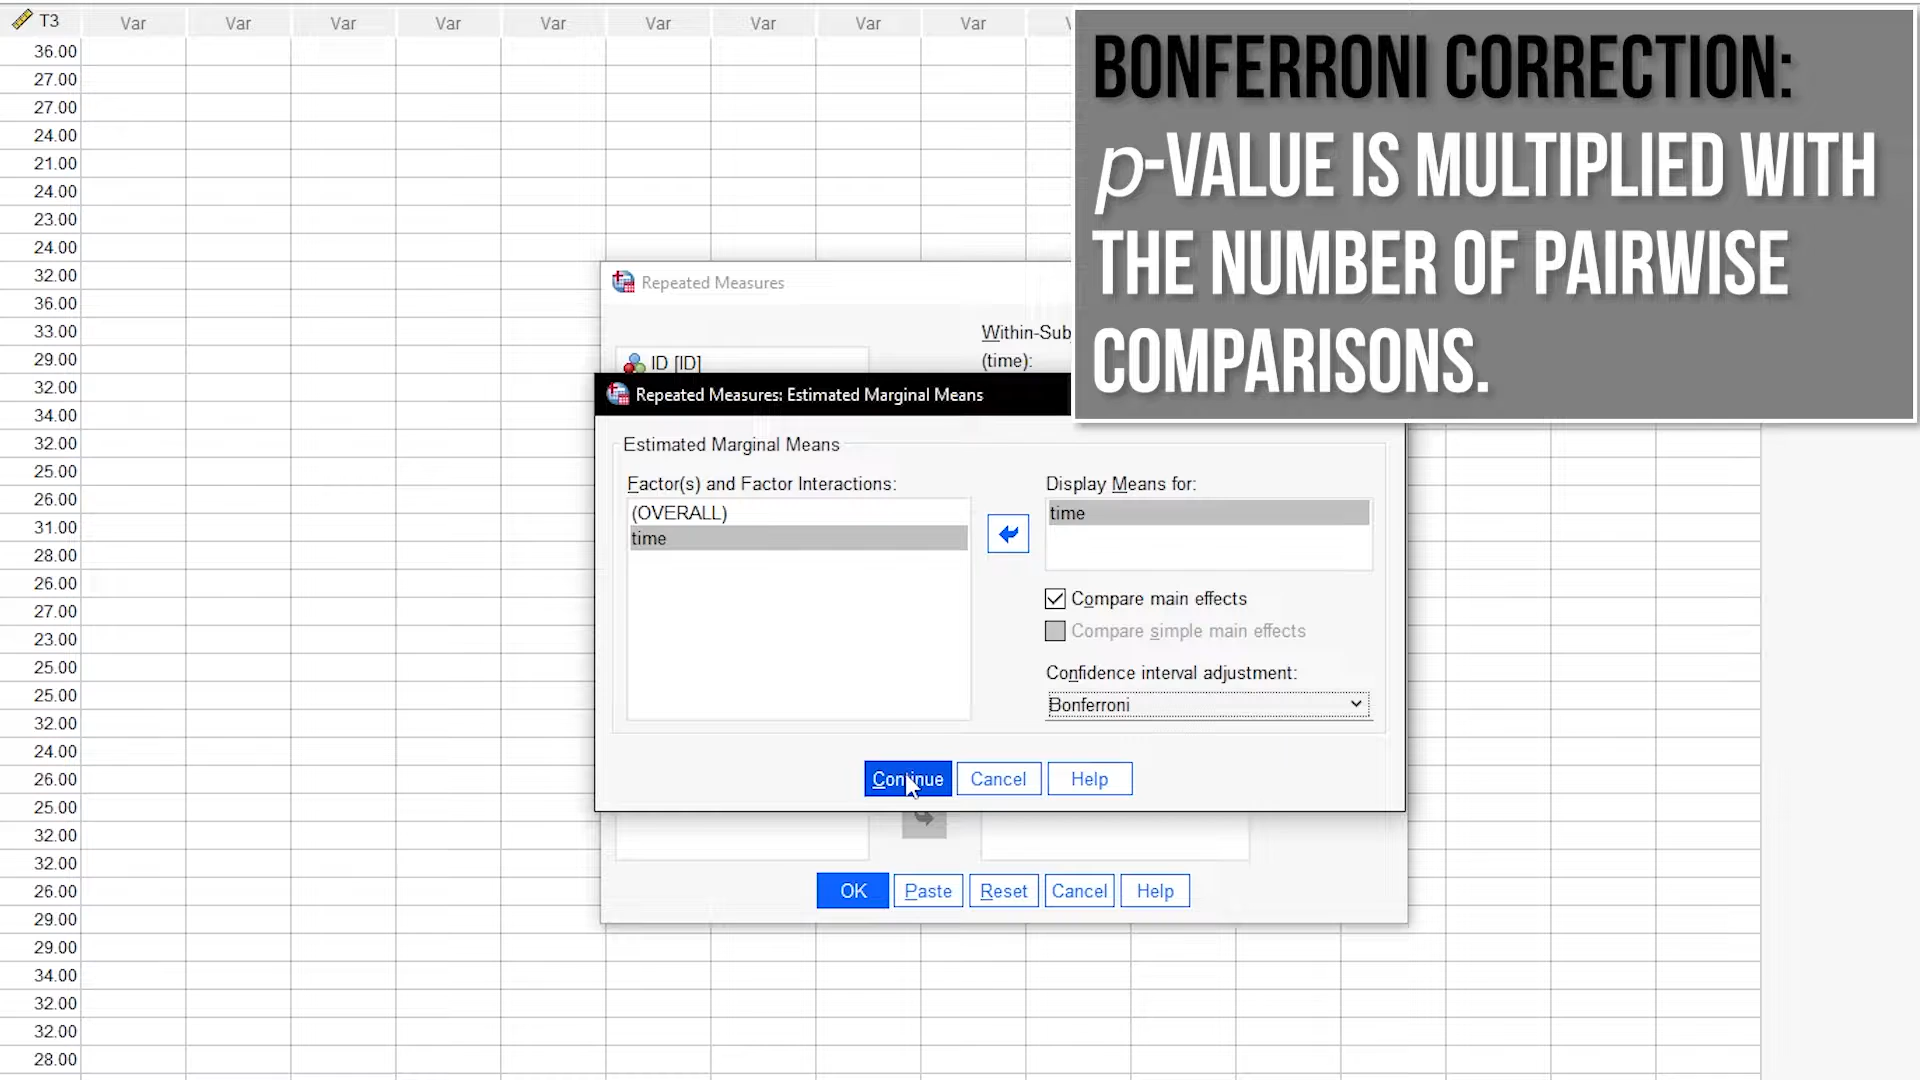 T3
Var Var Var Var Var Var Var Var Var
36.00
27.00
27.00
24.00
21.00
24.00
23.00
24.00
32.00
36.00
33.00
29.00
32.00
34.00
32.00
25.00
26.00
31.00
28.00
26.00
27.00
23.00
25.00
25.00
32.00
24.00
26.00
25.00
32.00
32.00
26.00
29.00
29.00
34.00
32.00
32.00
28.00
BONFERRONI CORRECTION:
p-VALUE IS MULTIPLIED WITH
THE NUMBER OF PAIRWISE
COMPARISONS.
Repeated Measures
Within-Sub
(time):
ID [ID]
Repeated Measures: Estimated Marginal Means
Estimated Marginal Means
Factor(s) and Factor Interactions:
(OVERALL)
time
Display Means for:
time
Compare main effects
Compare simple main effects
Confidence interval adjustment:
Bonferroni
Continue Cancel Help
OK Paste Reset Cancel Help